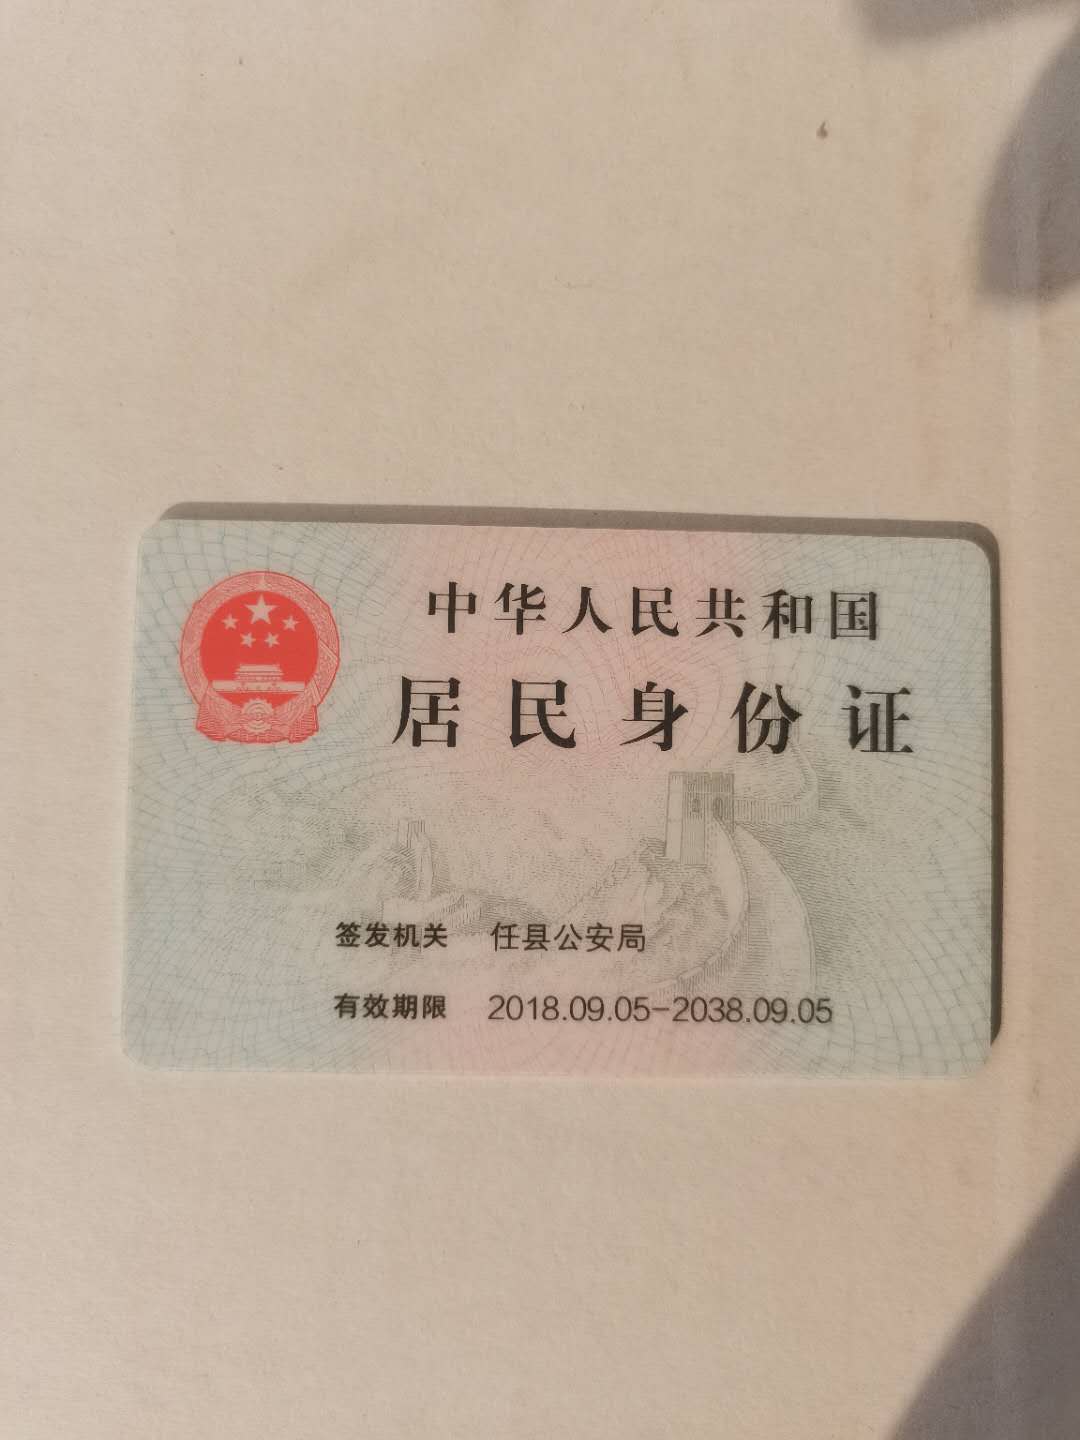 中华人民共和国
居民身份证
签发机关 任县公安局
有效期限 2018.09.05-2038.09.05